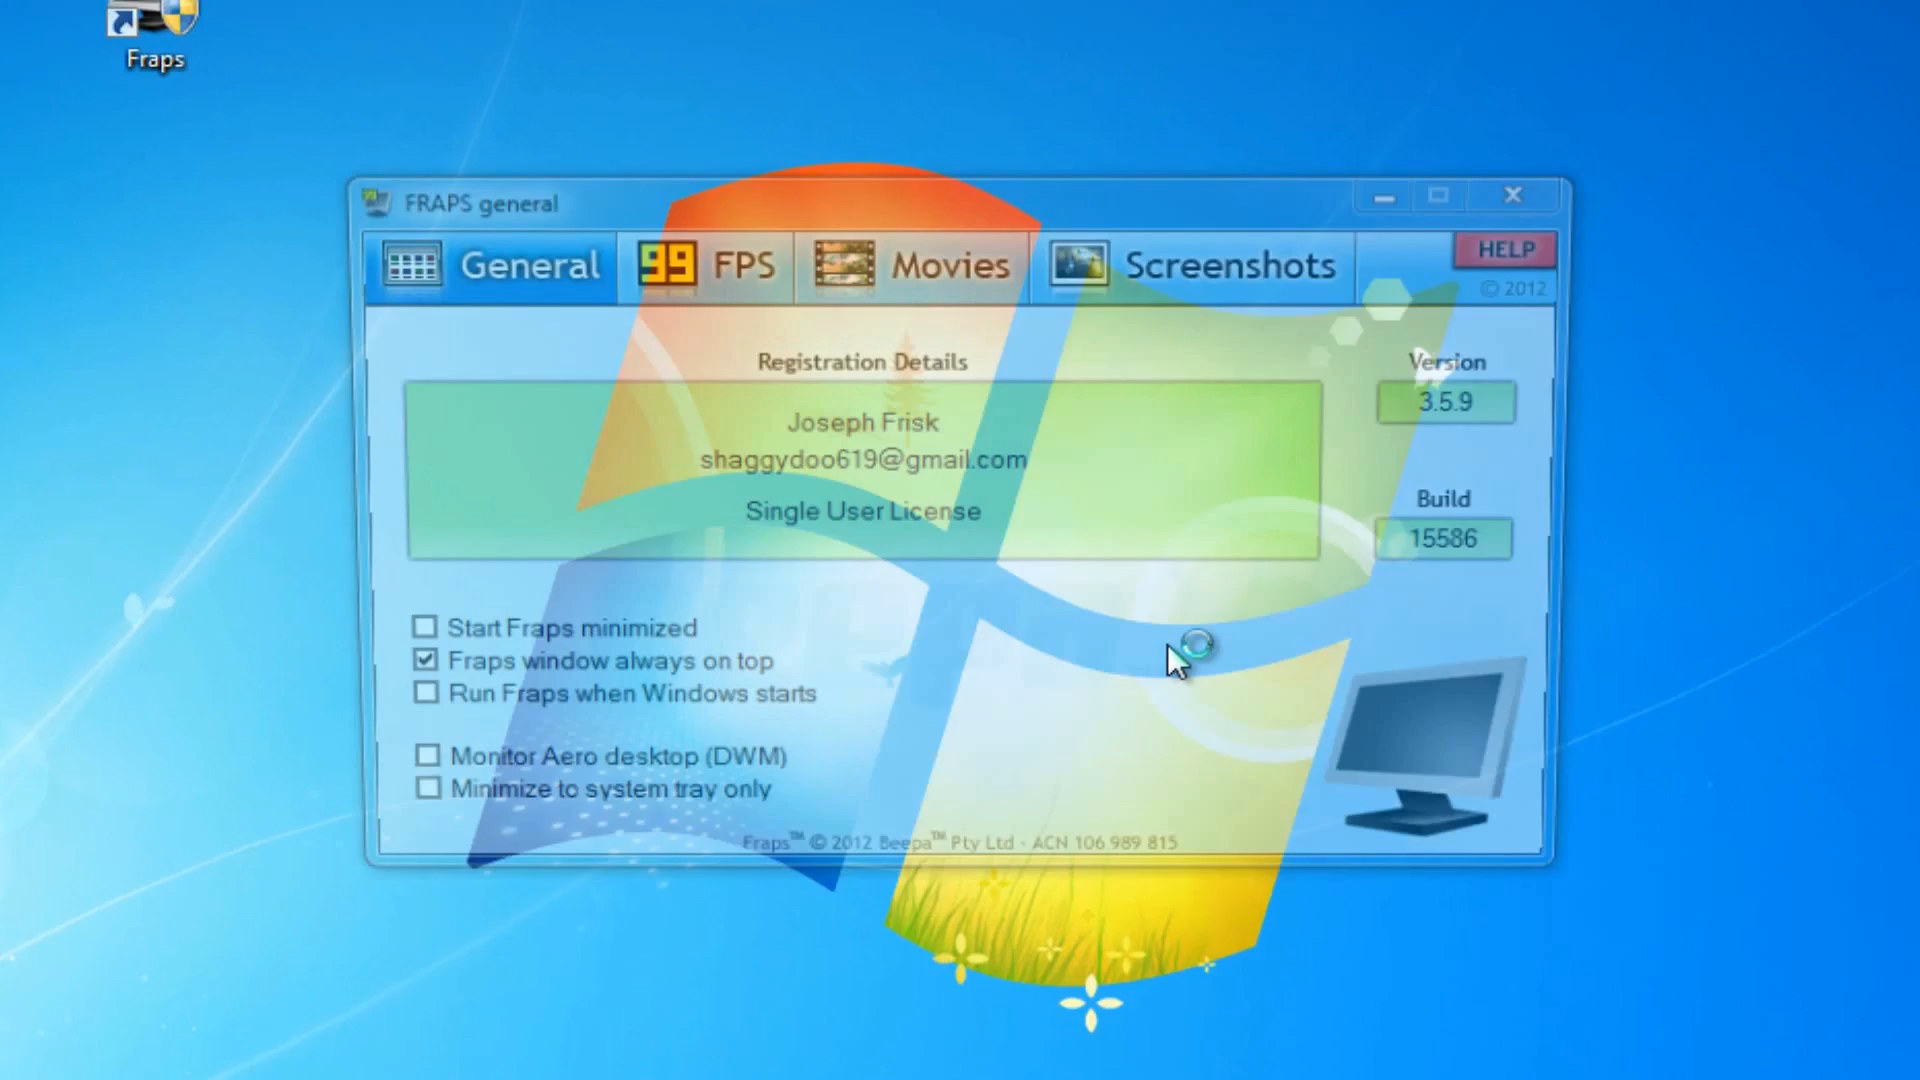 Fraps
FRAPS general
General
99 FPS
Movies
Screenshots
HELP
© 2012
Registration Details
Joseph Frisk
shaggydoo619@gmail.com
Single User License
Version
3.5.9
Build
15586
Start Fraps minimized
Fraps window always on top
Run Fraps when Windows starts
Monitor Aero desktop (DWM)
Minimize to system tray only
Fraps™ © 2012 Beepa™ Pty Ltd - ACN 106 989 815